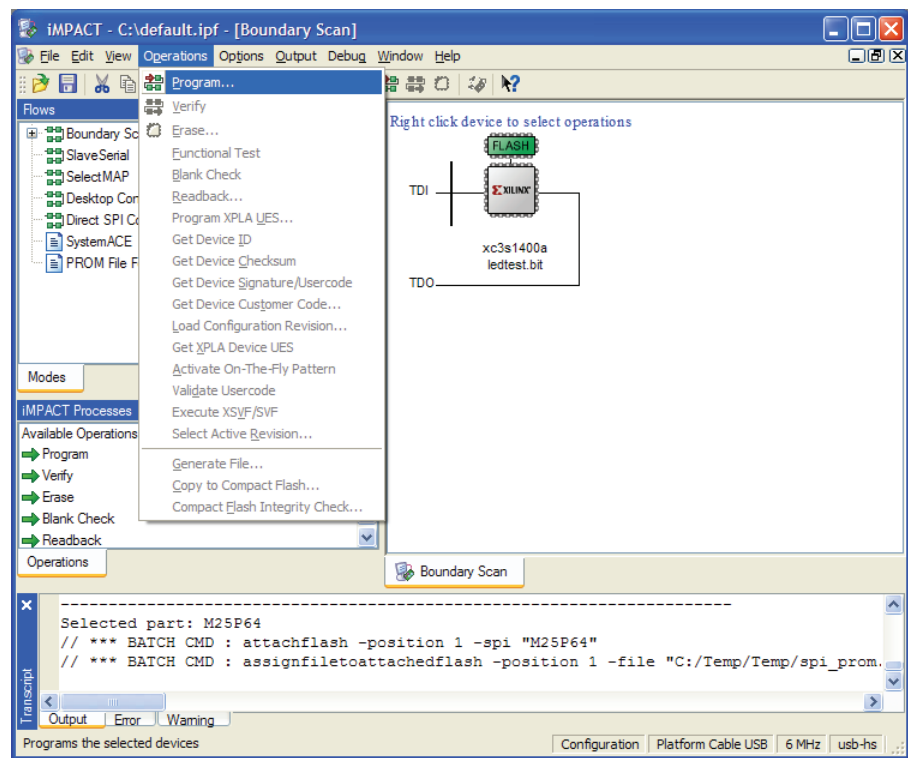 iMPACT - C:\default.ipf - [Boundary Scan]
File Edit View Operations Options Output Debug Window Help
Flows
Boundary Sc
SlaveSerial
SelectMAP
Desktop Con
Direct SPI Co
SystemACE
PROM File F
Modes
Program...
Verify
Erase...
Functional Test
Blank Check
Readback...
Program XPLA UES...
Get Device ID
Get Device Checksum
Get Device Signature/Usercode
Get Device Customer Code...
Load Configuration Revision...
Get XPLA Device UES
Activate On-The-Fly Pattern
Validate Usercode
Execute XSVF/SVF
Select Active Revision...
Generate File...
Copy to Compact Flash...
Compact Flash Integrity Check...
iMPACT Processes
Available Operations
Program
Verify
Erase
Blank Check
Readback
Operations
Right click device to select operations
FLASH
TDI
XILINX
xc3s1400a
ledtest.bit
TDO
Boundary Scan
Transcript
----------------------------------------------------------------------
Selected part: M25P64
// *** BATCH CMD : attachflash -position 1 -spi "M25P64"
// *** BATCH CMD : assignfiletoattachedflash -position 1 -file "C:/Temp/Temp/spi_prom.
Output Error Warning
Programs the selected devices
Configuration Platform Cable USB 6 MHz usb-hs